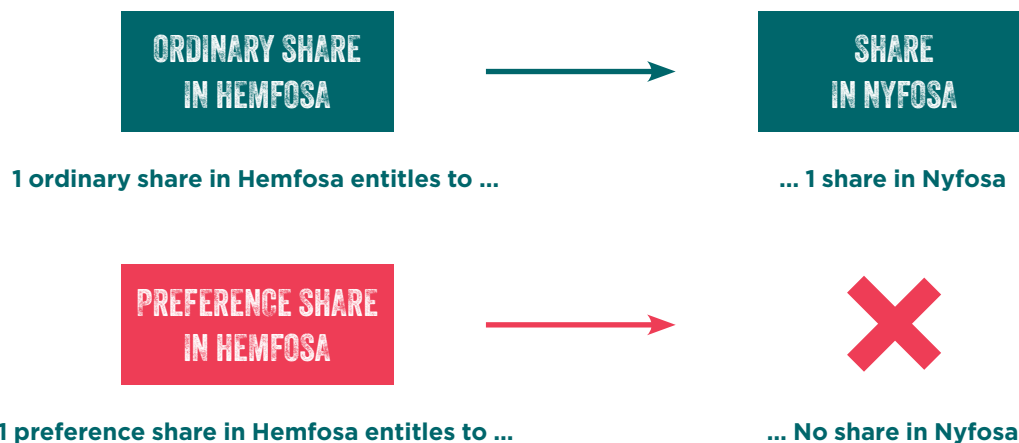 ORDINARY SHARE
IN HEMFOSA
SHARE
IN NYFOSA
1 ordinary share in Hemfosa entitles to ...
... 1 share in Nyfosa
PREFERENCE SHARE
IN HEMFOSA
1 preference share in Hemfosa entitles to ...
... No share in Nyfosa